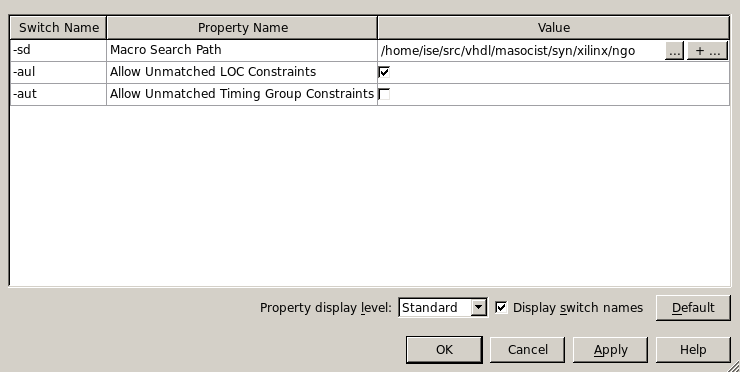 Switch Name Property Name Value
-sd Macro Search Path /home/ise/src/vhdl/masocist/syn/xilinx/ngo ... + ...
-aul Allow Unmatched LOC Constraints
-aut Allow Unmatched Timing Group Constraints
Property display level: Standard Display switch names Default
OK Cancel Apply Help